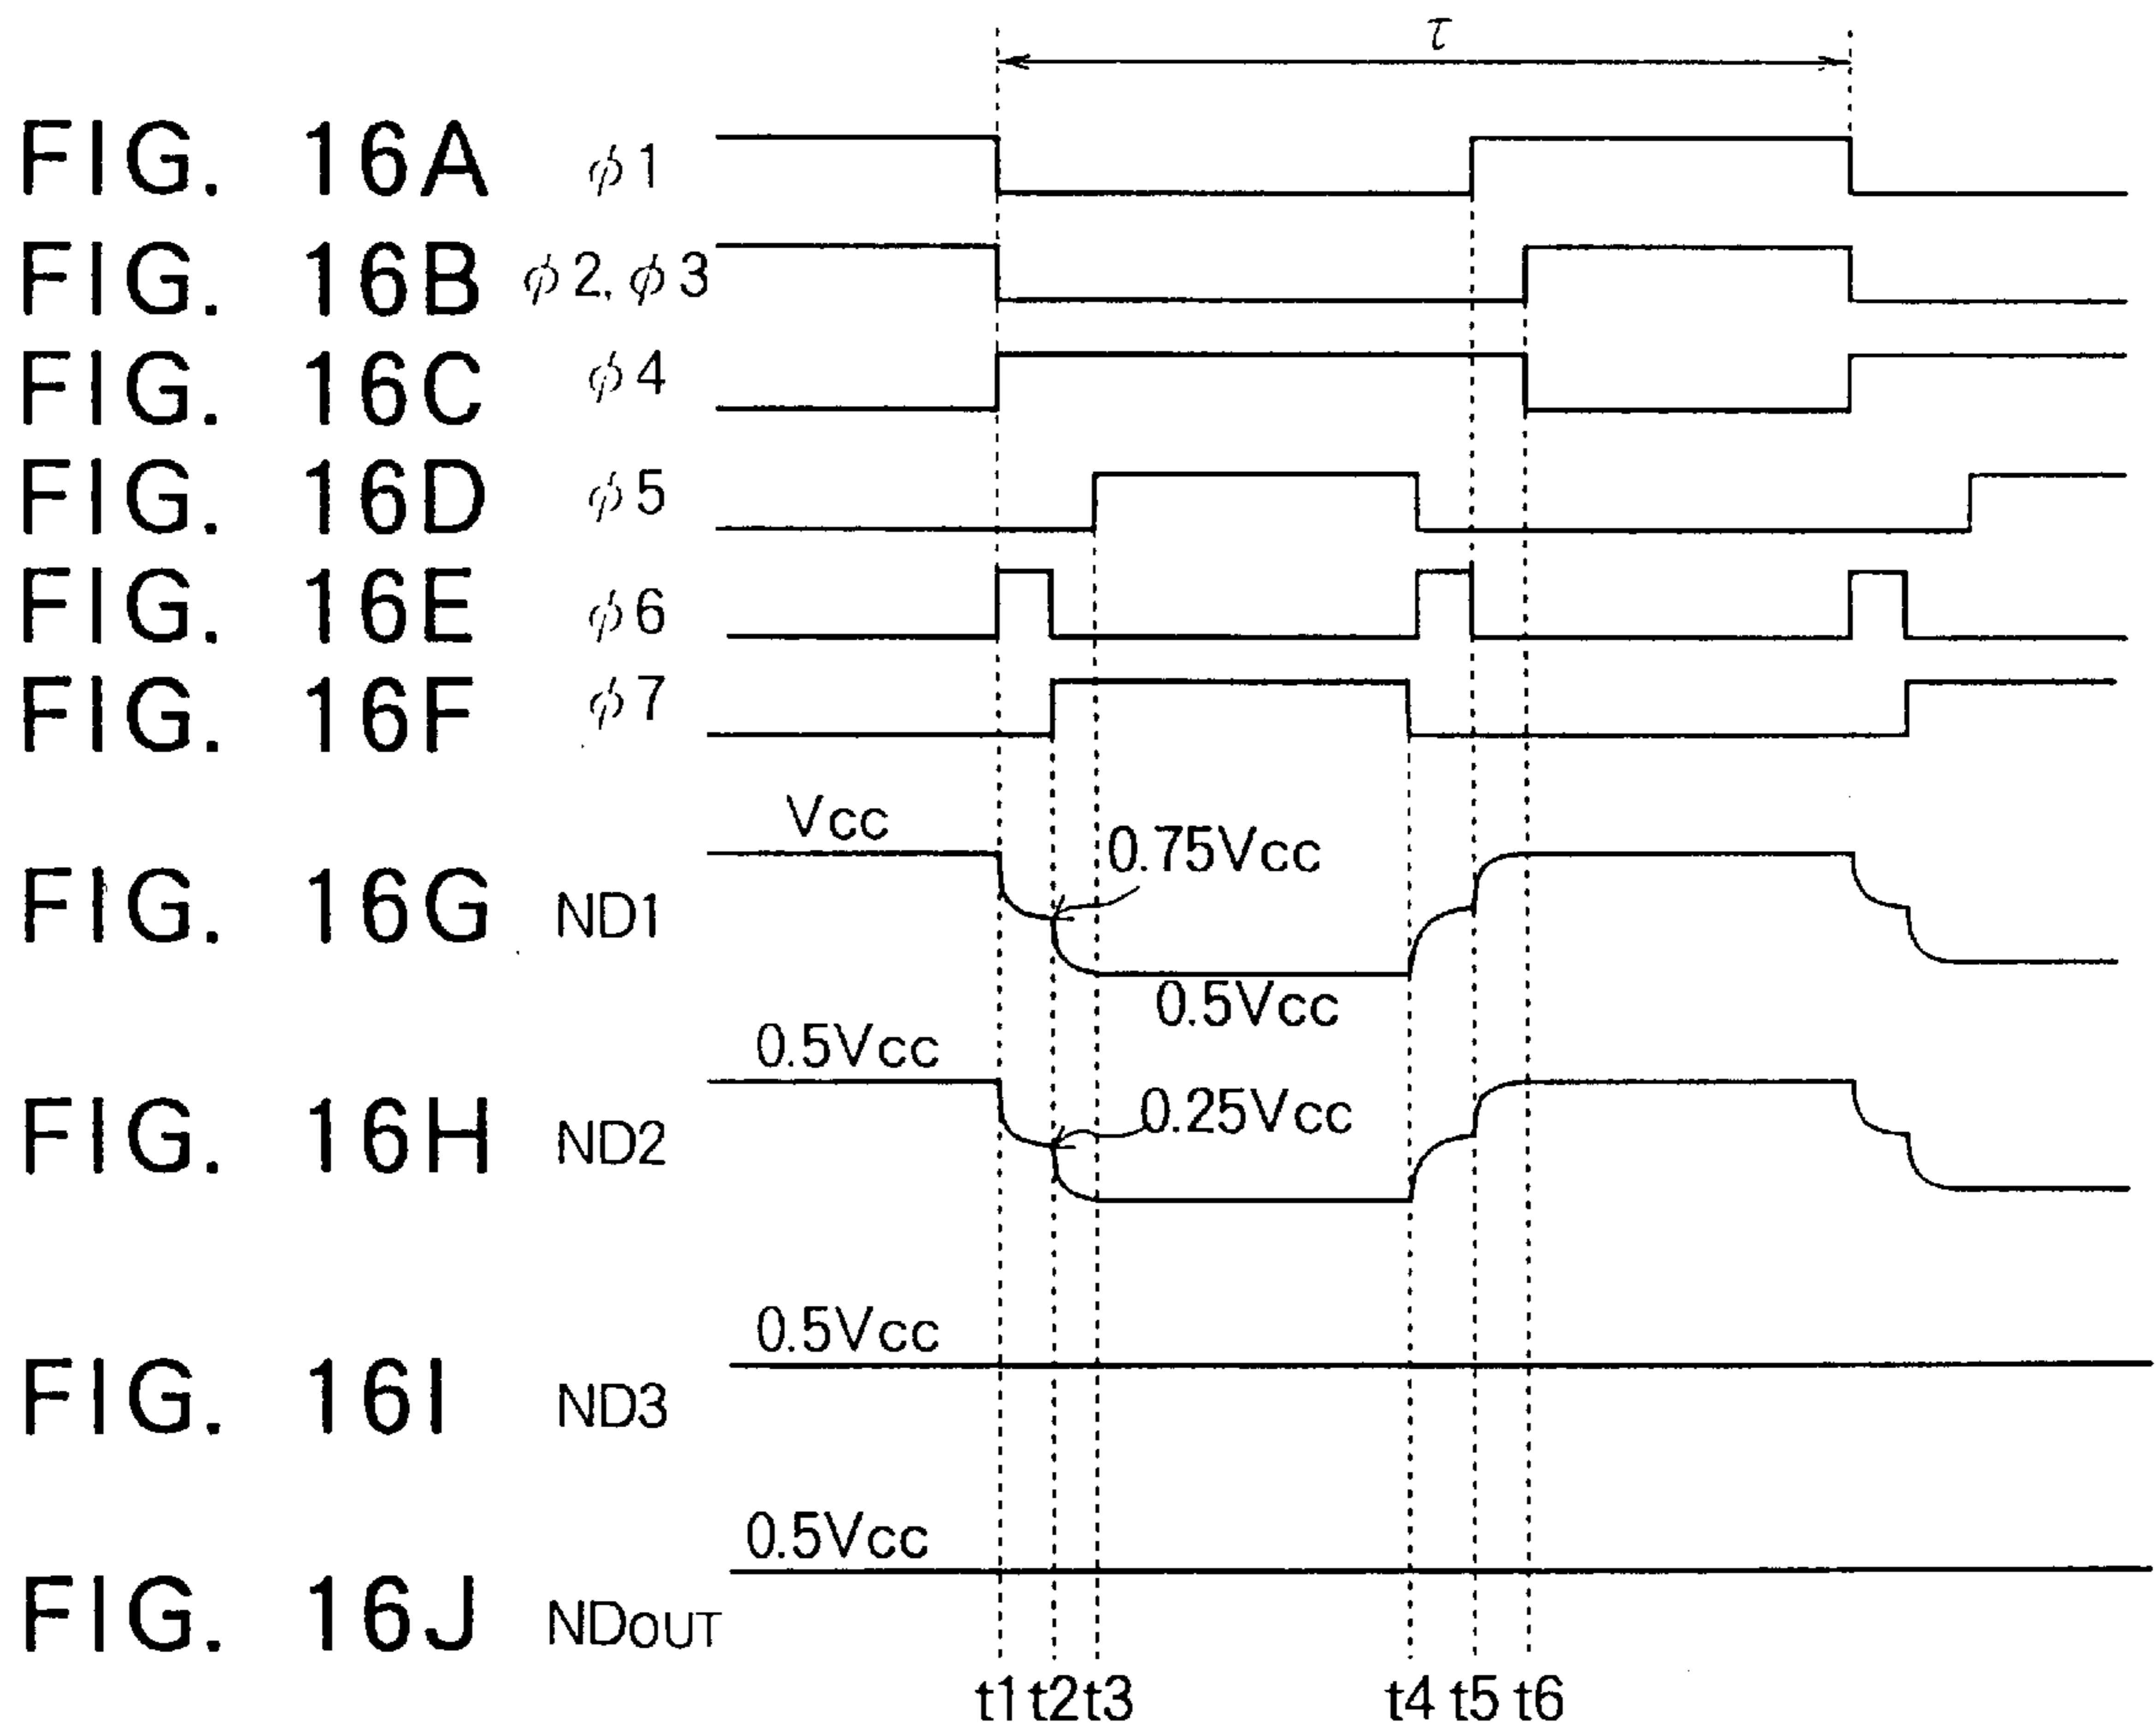 τ
FIG. 16A ϕ1
FIG. 16B ϕ2, ϕ3
FIG. 16C ϕ4
FIG. 16D ϕ5
FIG. 16E ϕ6
FIG. 16F ϕ7
Vcc
0.75Vcc
FIG. 16G ND1
0.5Vcc
0.5Vcc
0.25Vcc
FIG. 16H ND2
0.5Vcc
FIG. 16I ND3
0.5Vcc
FIG. 16J NDOUT
t1 t2 t3 t4 t5 t6